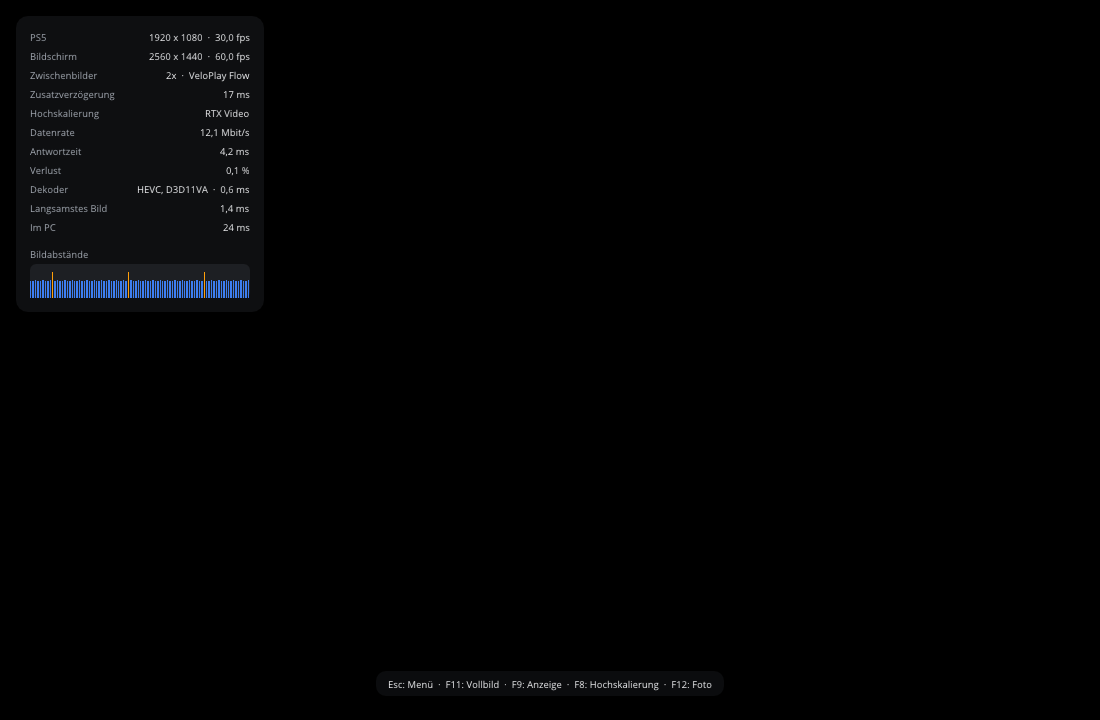 PS5 1920 x 1080 · 30,0 fps
Bildschirm 2560 x 1440 · 60,0 fps
Zwischenbilder 2x · VeloPlay Flow
Zusatzverzögerung 17 ms
Hochskalierung RTX Video
Datenrate 12,1 Mbit/s
Antwortzeit 4,2 ms
Verlust 0,1 %
Dekoder HEVC, D3D11VA · 0,6 ms
Langsamstes Bild 1,4 ms
Im PC 24 ms
Bildabstände
Esc: Menü · F11: Vollbild · F9: Anzeige · F8: Hochskalierung · F12: Foto